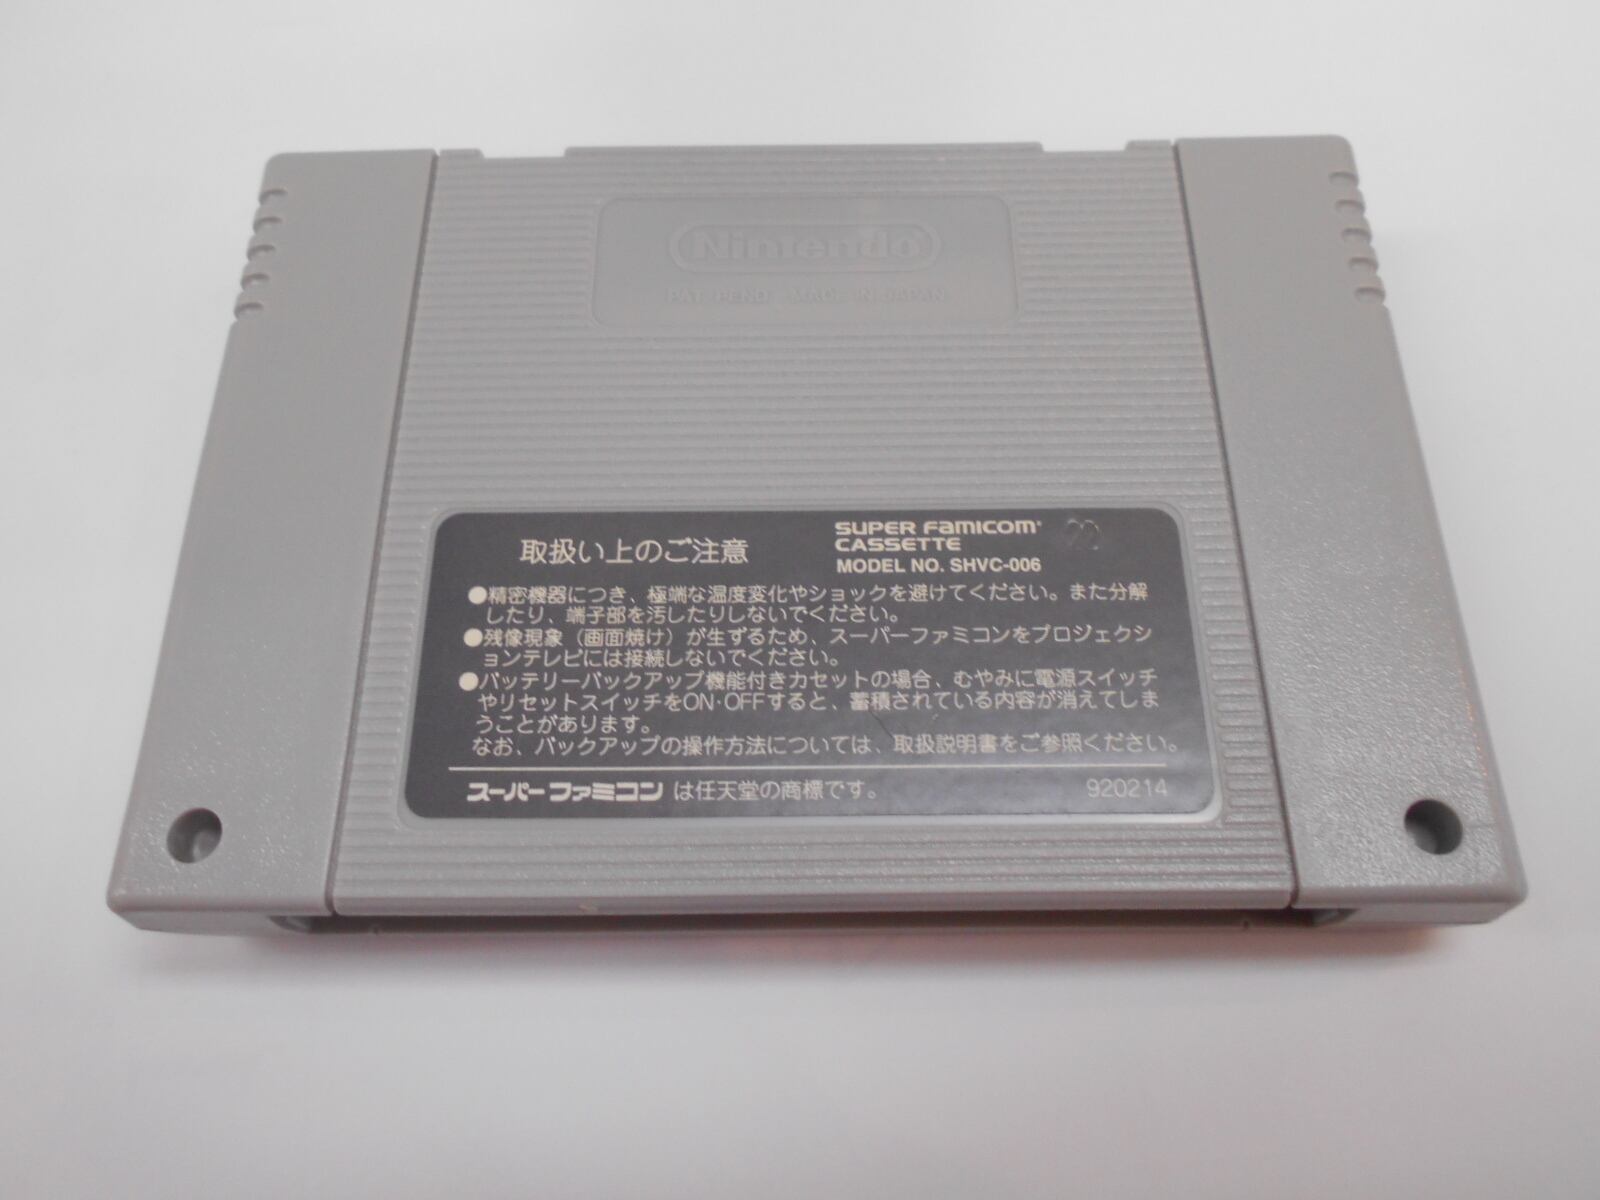 Nintendo
PAT. PEND. MADE IN JAPAN
取扱い上のご注意
SUPER FAMICOM
CASSETTE
MODEL NO. SHVC-006
22
●精密機器につき、極端な温度変化やショックを避けてください。また分解
したり、端子部を汚したりしないでください。
●残像現象（画面焼け）が生ずるため、スーパーファミコンをプロジェクシ
ョンテレビには接続しないでください。
●バッテリーバックアップ機能付きカセットの場合、むやみに電源スイッチ
やリセットスイッチをON·OFFすると、蓄積されている内容が消えてしま
うことがあります。
なお、バックアップの操作方法については、取扱説明書をご参照ください。
スーパーファミコンは任天堂の商標です。
920214